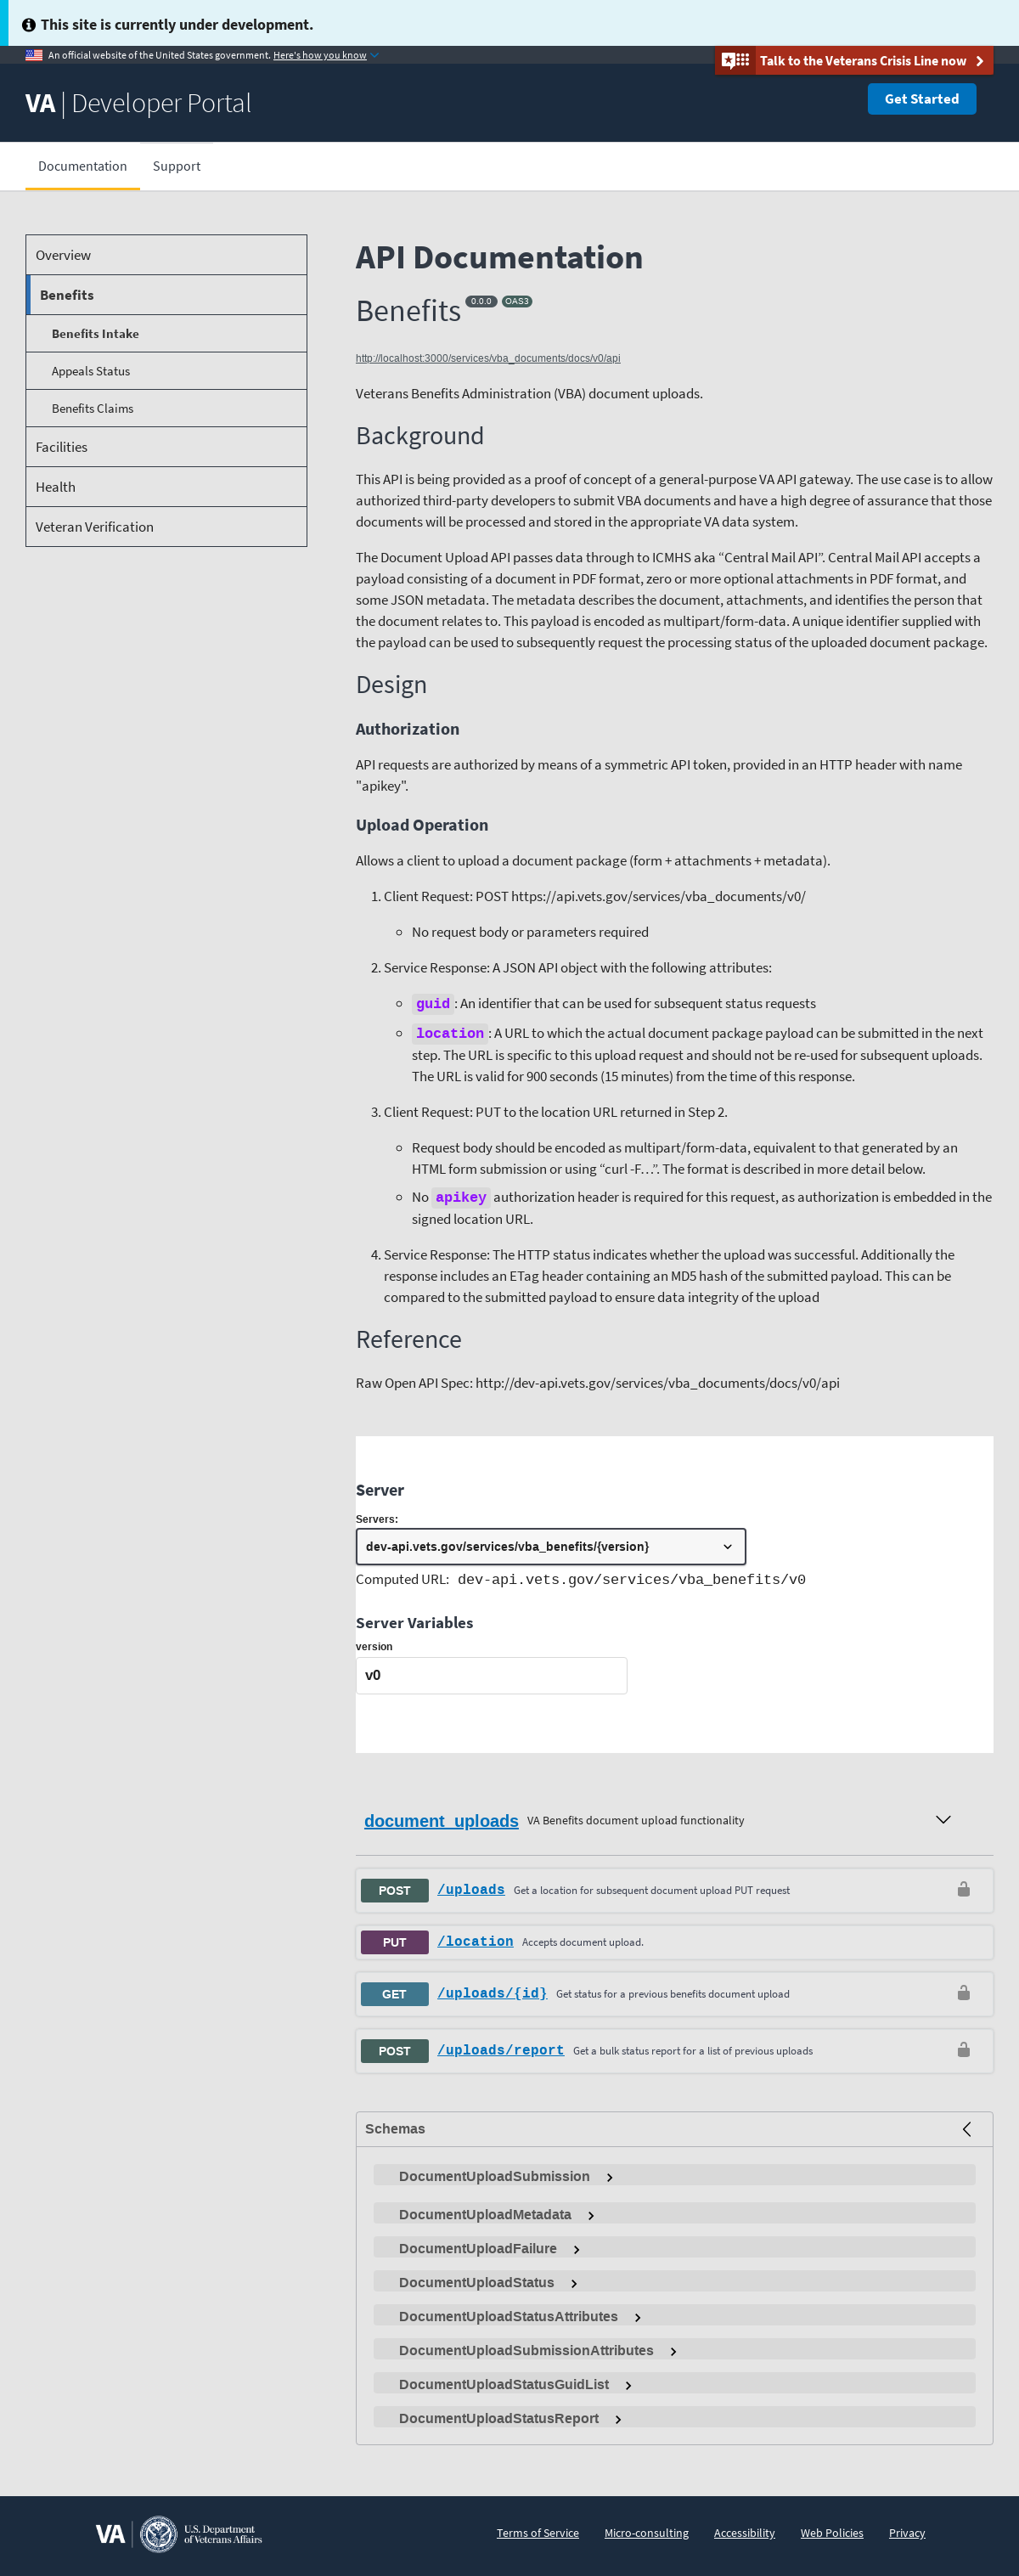 This site is currently under development.
An official website of the United States government. Here's how you know
Talk to the Veterans Crisis Line now
VA | Developer Portal
Get Started
Documentation
Support
Overview
Benefits
Benefits Intake
Appeals Status
Benefits Claims
Facilities
Health
Veteran Verification
API Documentation
Benefits 0.0.0 OAS3
http://localhost:3000/services/vba_documents/docs/v0/api
Veterans Benefits Administration (VBA) document uploads.
Background
This API is being provided as a proof of concept of a general-purpose VA API gateway. The use case is to allow
authorized third-party developers to submit VBA documents and have a high degree of assurance that those
documents will be processed and stored in the appropriate VA data system.
The Document Upload API passes data through to ICMHS aka “Central Mail API”. Central Mail API accepts a
payload consisting of a document in PDF format, zero or more optional attachments in PDF format, and
some JSON metadata. The metadata describes the document, attachments, and identifies the person that
the document relates to. This payload is encoded as multipart/form-data. A unique identifier supplied with
the payload can be used to subsequently request the processing status of the uploaded document package.
Design
Authorization
API requests are authorized by means of a symmetric API token, provided in an HTTP header with name
"apikey".
Upload Operation
Allows a client to upload a document package (form + attachments + metadata).
1. Client Request: POST https://api.vets.gov/services/vba_documents/v0/
No request body or parameters required
2. Service Response: A JSON API object with the following attributes:
guid: An identifier that can be used for subsequent status requests
location: A URL to which the actual document package payload can be submitted in the next
step. The URL is specific to this upload request and should not be re-used for subsequent uploads.
The URL is valid for 900 seconds (15 minutes) from the time of this response.
3. Client Request: PUT to the location URL returned in Step 2.
Request body should be encoded as multipart/form-data, equivalent to that generated by an
HTML form submission or using “curl -F…”. The format is described in more detail below.
No apikey authorization header is required for this request, as authorization is embedded in the
signed location URL.
4. Service Response: The HTTP status indicates whether the upload was successful. Additionally the
response includes an ETag header containing an MD5 hash of the submitted payload. This can be
compared to the submitted payload to ensure data integrity of the upload
Reference
Raw Open API Spec: http://dev-api.vets.gov/services/vba_documents/docs/v0/api
Server
Servers:
dev-api.vets.gov/services/vba_benefits/{version}
Computed URL: dev-api.vets.gov/services/vba_benefits/v0
Server Variables
version
v0
document_uploads VA Benefits document upload functionality
POST /uploads Get a location for subsequent document upload PUT request
PUT /location Accepts document upload.
GET /uploads/{id} Get status for a previous benefits document upload
POST /uploads/report Get a bulk status report for a list of previous uploads
Schemas
DocumentUploadSubmission
DocumentUploadMetadata
DocumentUploadFailure
DocumentUploadStatus
DocumentUploadStatusAttributes
DocumentUploadSubmissionAttributes
DocumentUploadStatusGuidList
DocumentUploadStatusReport
VA
U.S. Department
of Veterans Affairs
Terms of Service
Micro-consulting
Accessibility
Web Policies
Privacy